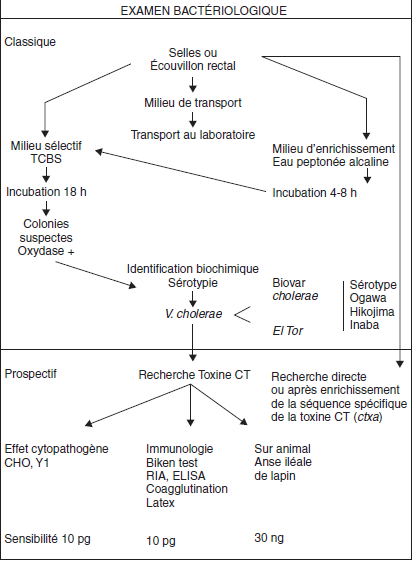 EXAMEN BACTÉRIOLOGIQUE
Classique
Selles ou
Écouvillon rectal
Milieu de transport
Transport au laboratoire
Milieu sélectif
TCBS
Incubation 18 h
Colonies
suspectes
Oxydase +
Milieu d'enrichissement
Eau peptonée alcaline
Incubation 4-8 h
Identification biochimique
Sérotypie
V. cholerae
Biovar
cholerae
El Tor
Sérotype
Ogawa
Hikojima
Inaba
Prospectif
Recherche Toxine CT
Recherche directe
ou après enrichissement
de la séquence spécifique
de la toxine CT (ctxa)
Effet cytopathogène
CHO, Y1
Immunologie
Biken test
RIA, ELISA
Coagglutination
Latex
Sur animal
Anse iléale
de lapin
Sensibilité 10 pg
10 pg
30 ng